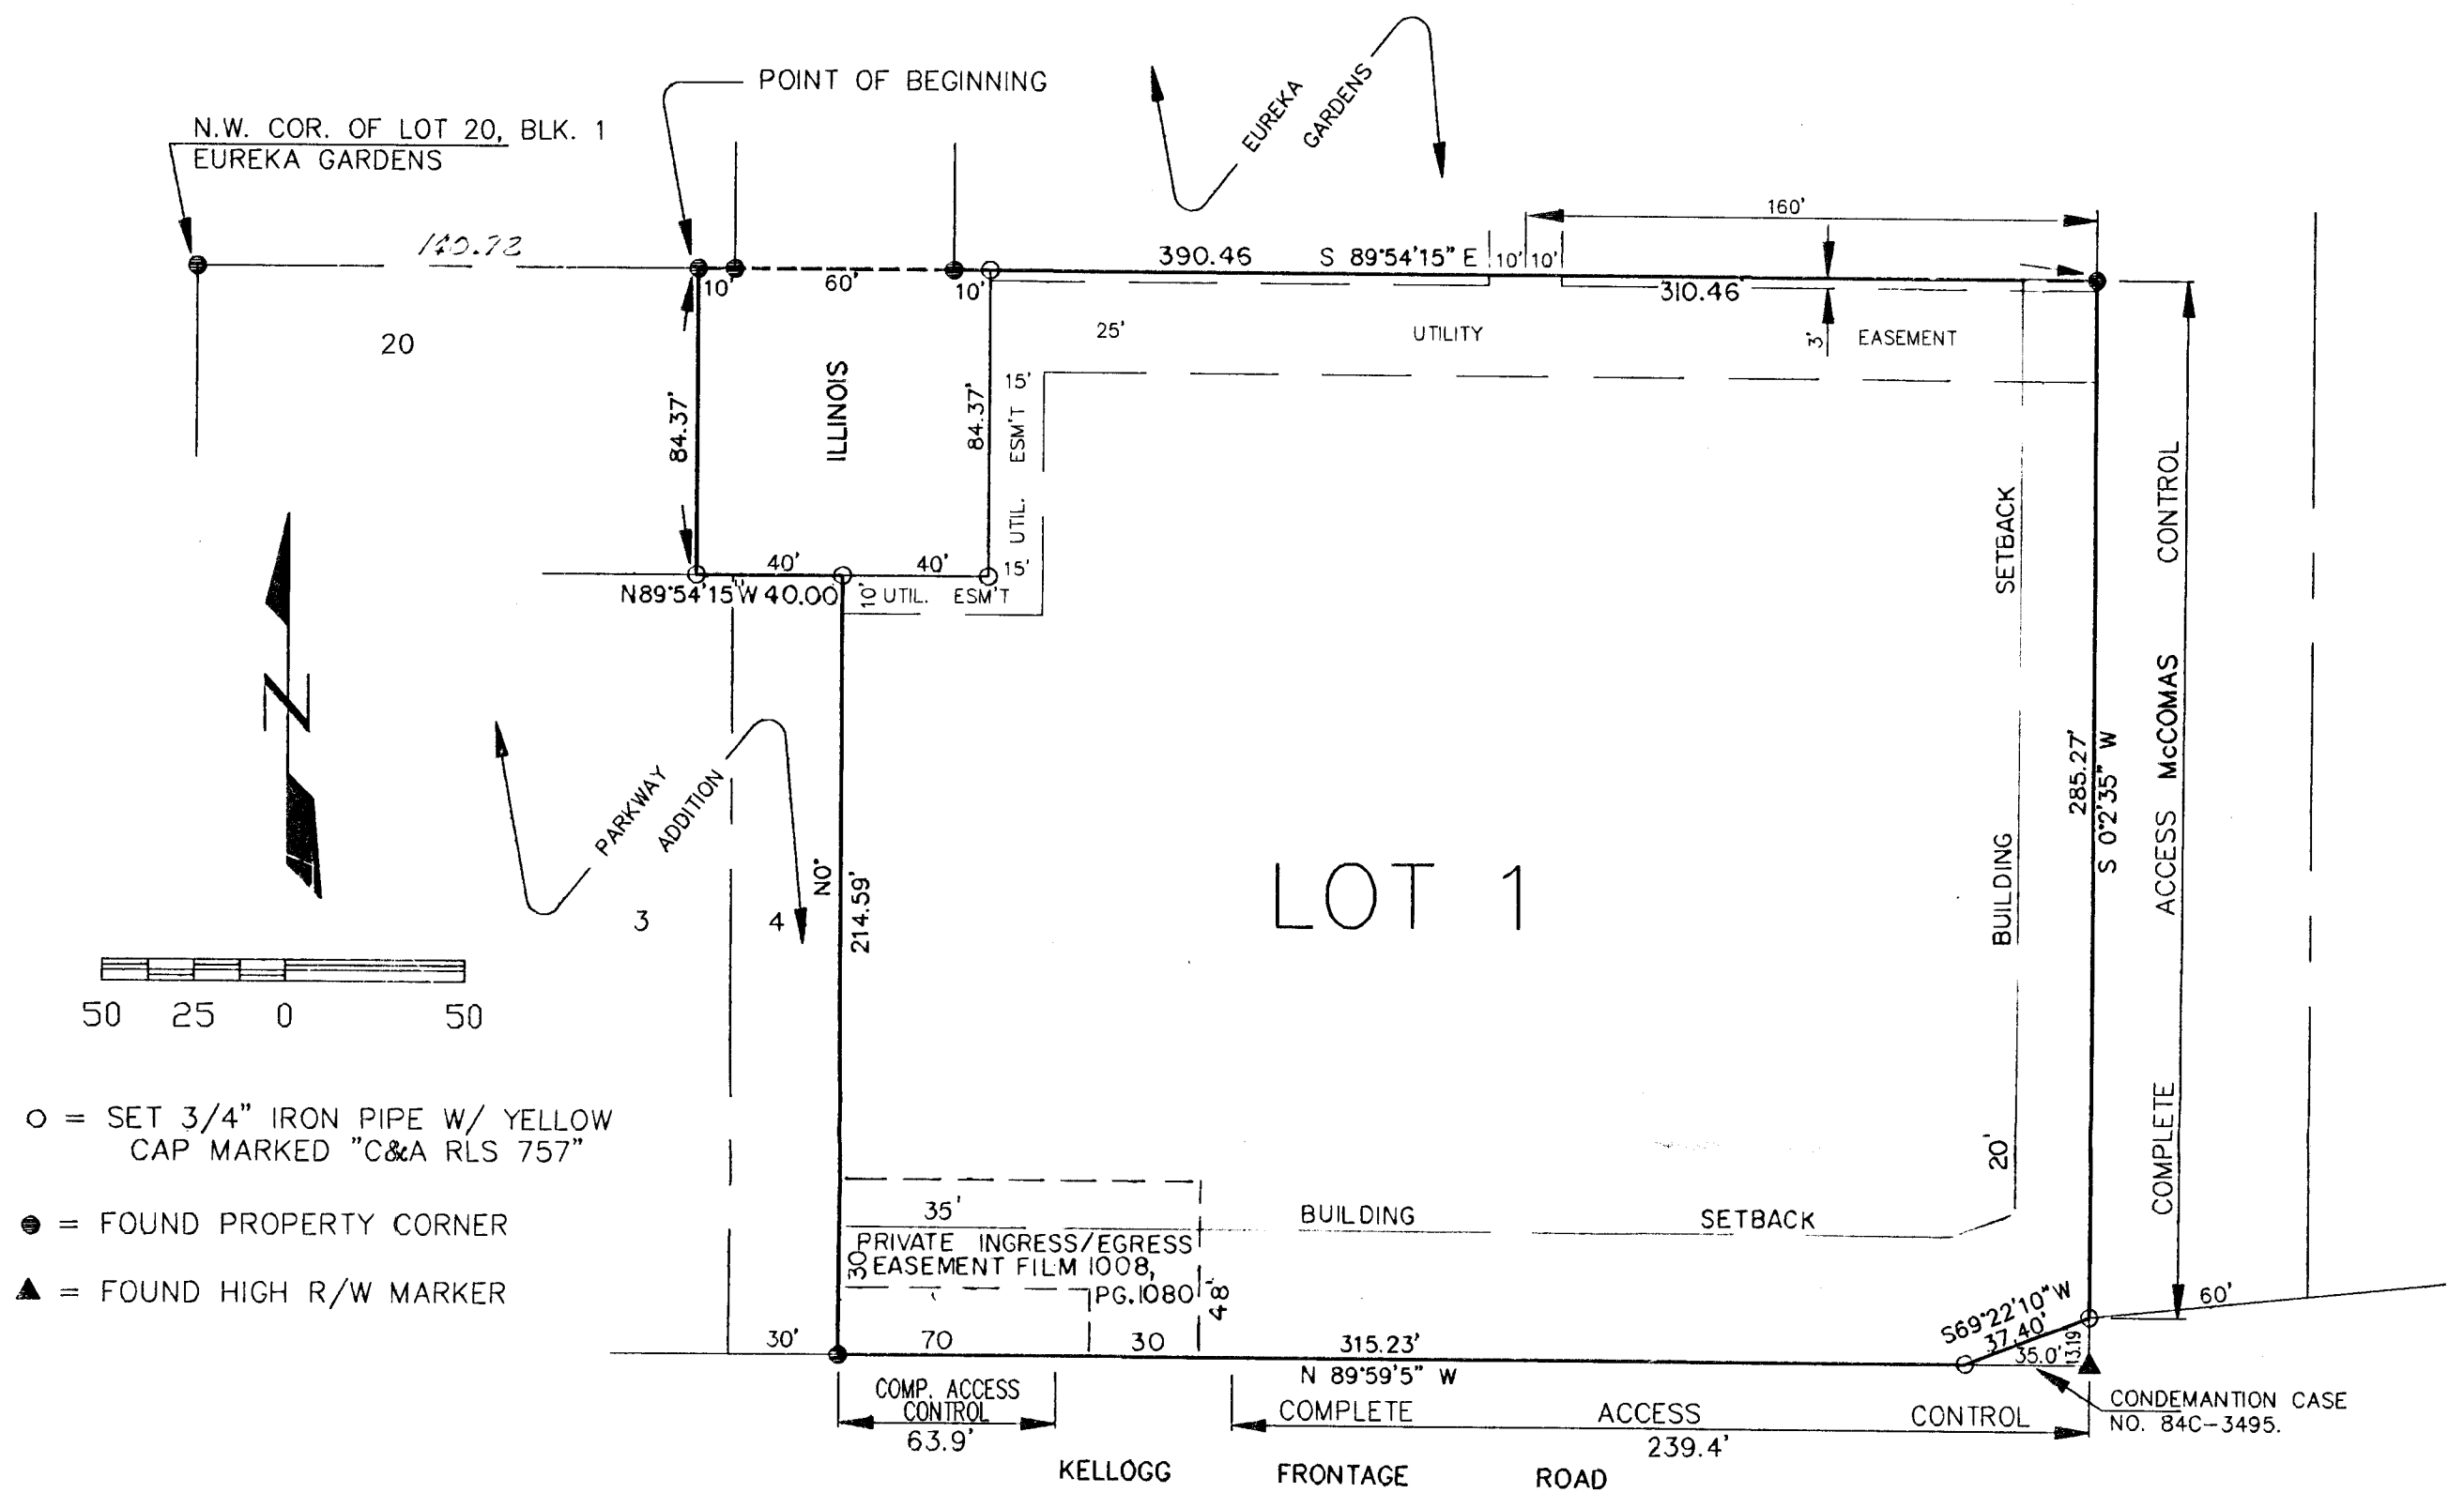 POINT OF BEGINNING
N.W. COR. OF LOT 20, BLK. 1
EUREKA GARDENS
EUREKA
GARDENS
160'
390.46
S 89°54'15" E
10'
10'
10'
60'
10'
310.46'
20
25'
UTILITY
3'
EASEMENT
84.37'
ILLINOIS
84.37'
15'
UTIL. ESM'T
15'
40'
40'
N89°54'15"W 40.00
10'
UTIL. ESM'T
BUILDING SETBACK
20'
285.27'
S 0°2'35" W
COMPLETE ACCESS CONTROL
McCOMAS
N
PARKWAY
ADDITION
3
4
N0°
214.59'
LOT 1
50 25 0 50
O = SET 3/4" IRON PIPE W/ YELLOW
CAP MARKED "C&A RLS 757"
= FOUND PROPERTY CORNER
= FOUND HIGH R/W MARKER
35'
BUILDING SETBACK
PRIVATE INGRESS/EGRESS
EASEMENT FILM 1008,
PG.1080
30
48'
S69°22'10"W
37.40'
35.0'
13.19
60'
30'
70
30
315.23'
N 89°59'5" W
COMP. ACCESS
CONTROL
63.9'
COMPLETE ACCESS CONTROL
239.4'
CONDEMANTION CASE
NO. 84C-3495.
KELLOGG FRONTAGE ROAD